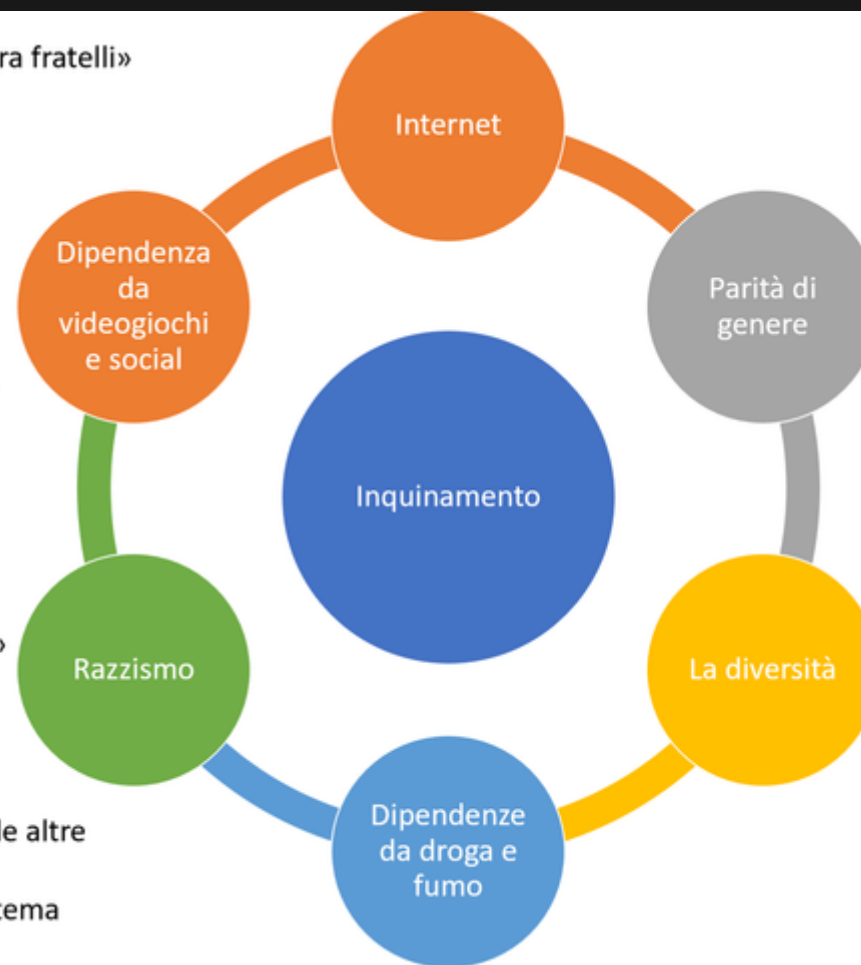 ra fratelli»
Internet
Dipendenza
da
videogiochi
e social
Parità di
genere
Inquinamento
»
Razzismo
La diversità
Dipendenze
da droga e
fumo
le altre
tema